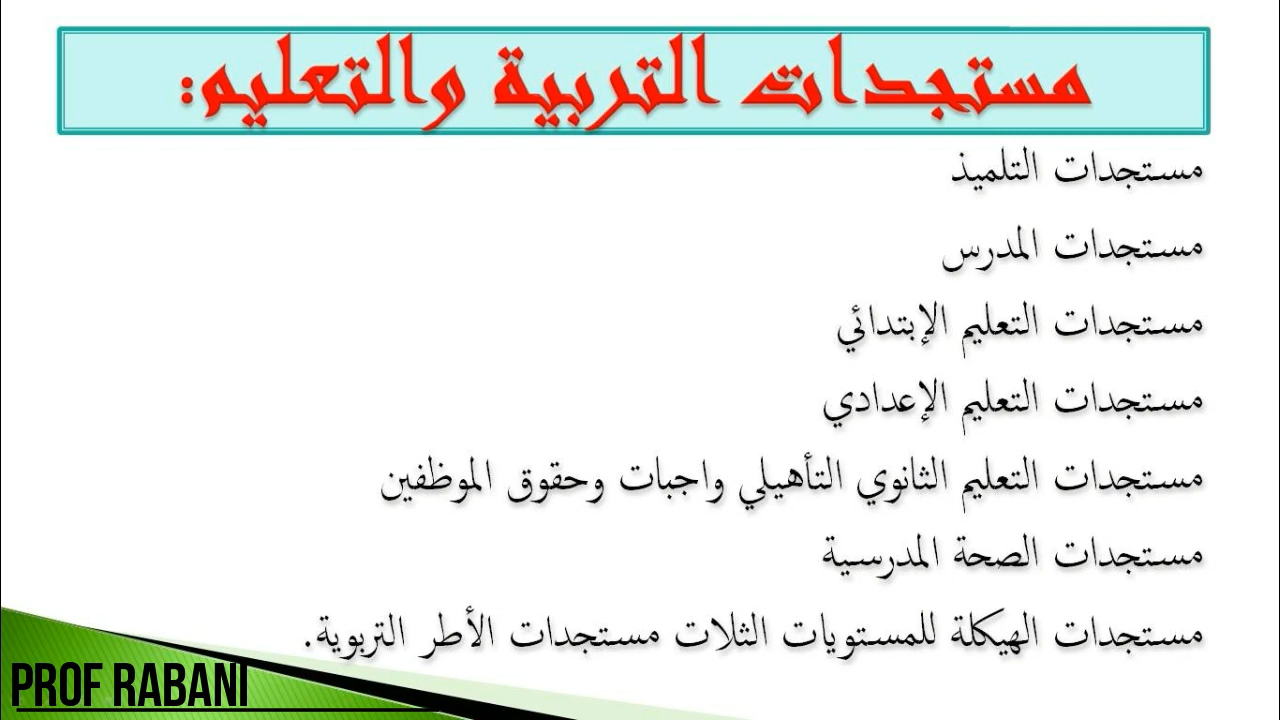 مستجدات التربية والتعليم:
مستجدات التلميذ
مستجدات المدرس
مستجدات التعليم الإبتدائي
مستجدات التعليم الإعدادي
مستجدات التعليم الثانوي التأهيلي واجبات وحقوق الموظفين
مستجدات الصحة المدرسية
مستجدات الهيكلة للمستويات الثلات مستجدات الأطر التربوية.
PROF RABANI